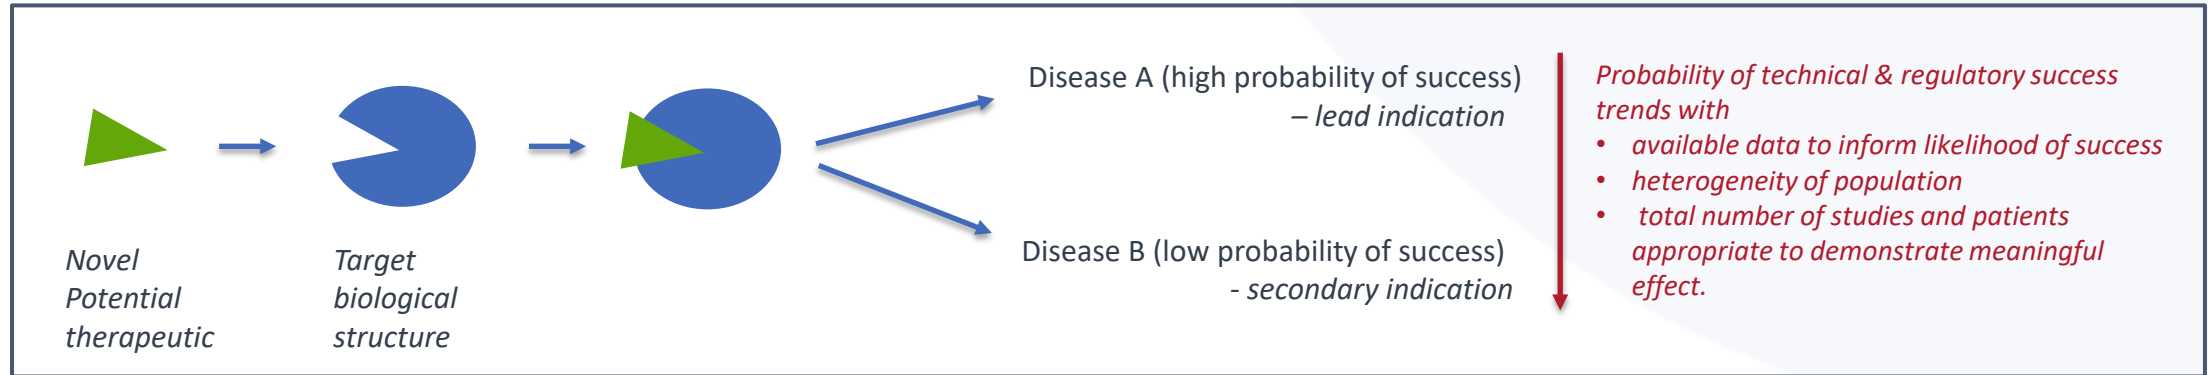 Novel
Potential
therapeutic
Target
biological
structure
Disease A (high probability of success)
– lead indication
Disease B (low probability of success)
- secondary indication
Probability of technical & regulatory success
trends with
• available data to inform likelihood of success
• heterogeneity of population
• total number of studies and patients
appropriate to demonstrate meaningful
effect.